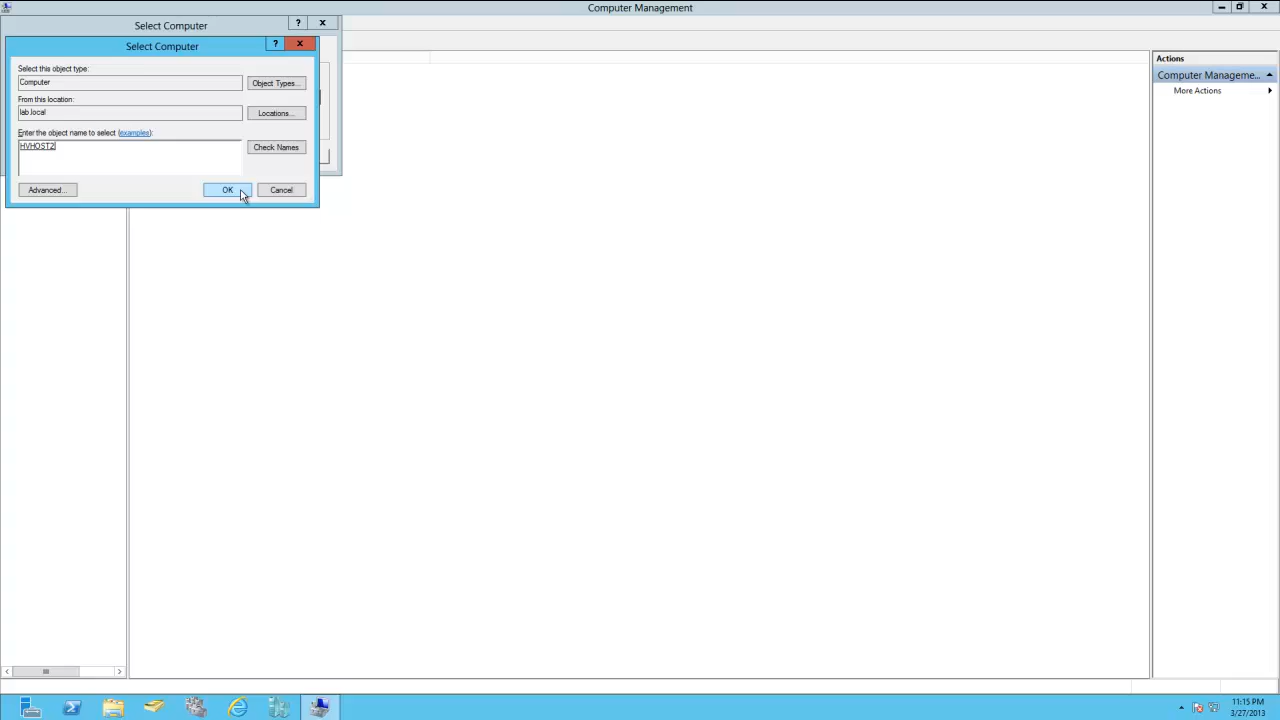 Computer Management
Select Computer
?
x
Select Computer
?
x
Select this object type:
Computer
Object Types...
From this location:
lab.local
Locations...
Enter the object name to select (examples):
HVHOST2
Check Names
Advanced...
OK
Cancel
Actions
Computer Manageme...
More Actions
11:15 PM
3/27/2013